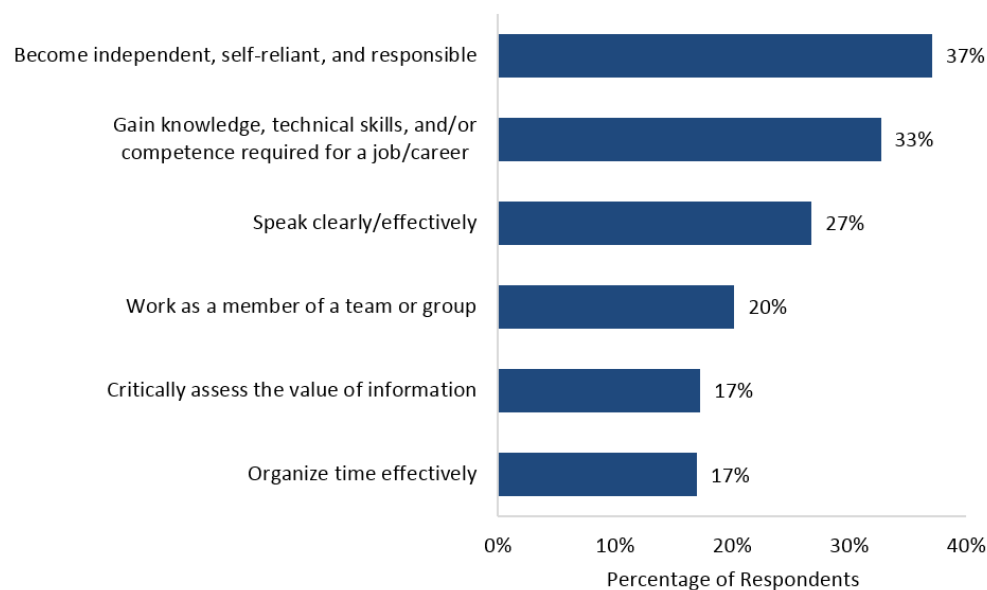 Become independent, self-reliant, and responsible
37%
Gain knowledge, technical skills, and/or
competence required for a job/career
33%
Speak clearly/effectively
27%
Work as a member of a team or group
20%
Critically assess the value of information
17%
Organize time effectively
17%
0% 10% 20% 30% 40%
Percentage of Respondents